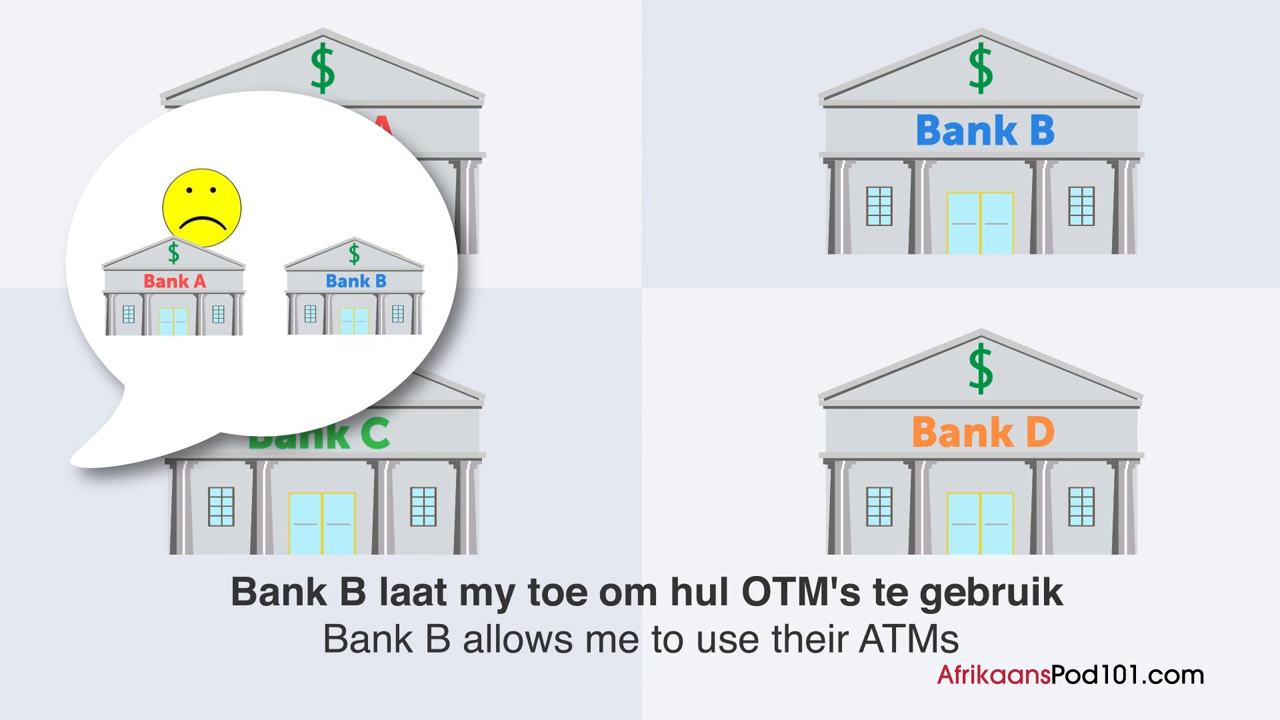 $
A
$
Bank B
$
Bank A
$
Bank B
Bank C
$
Bank D
Bank B laat my toe om hul OTM's te gebruik
Bank B allows me to use their ATMs
AfrikaansPod101.com